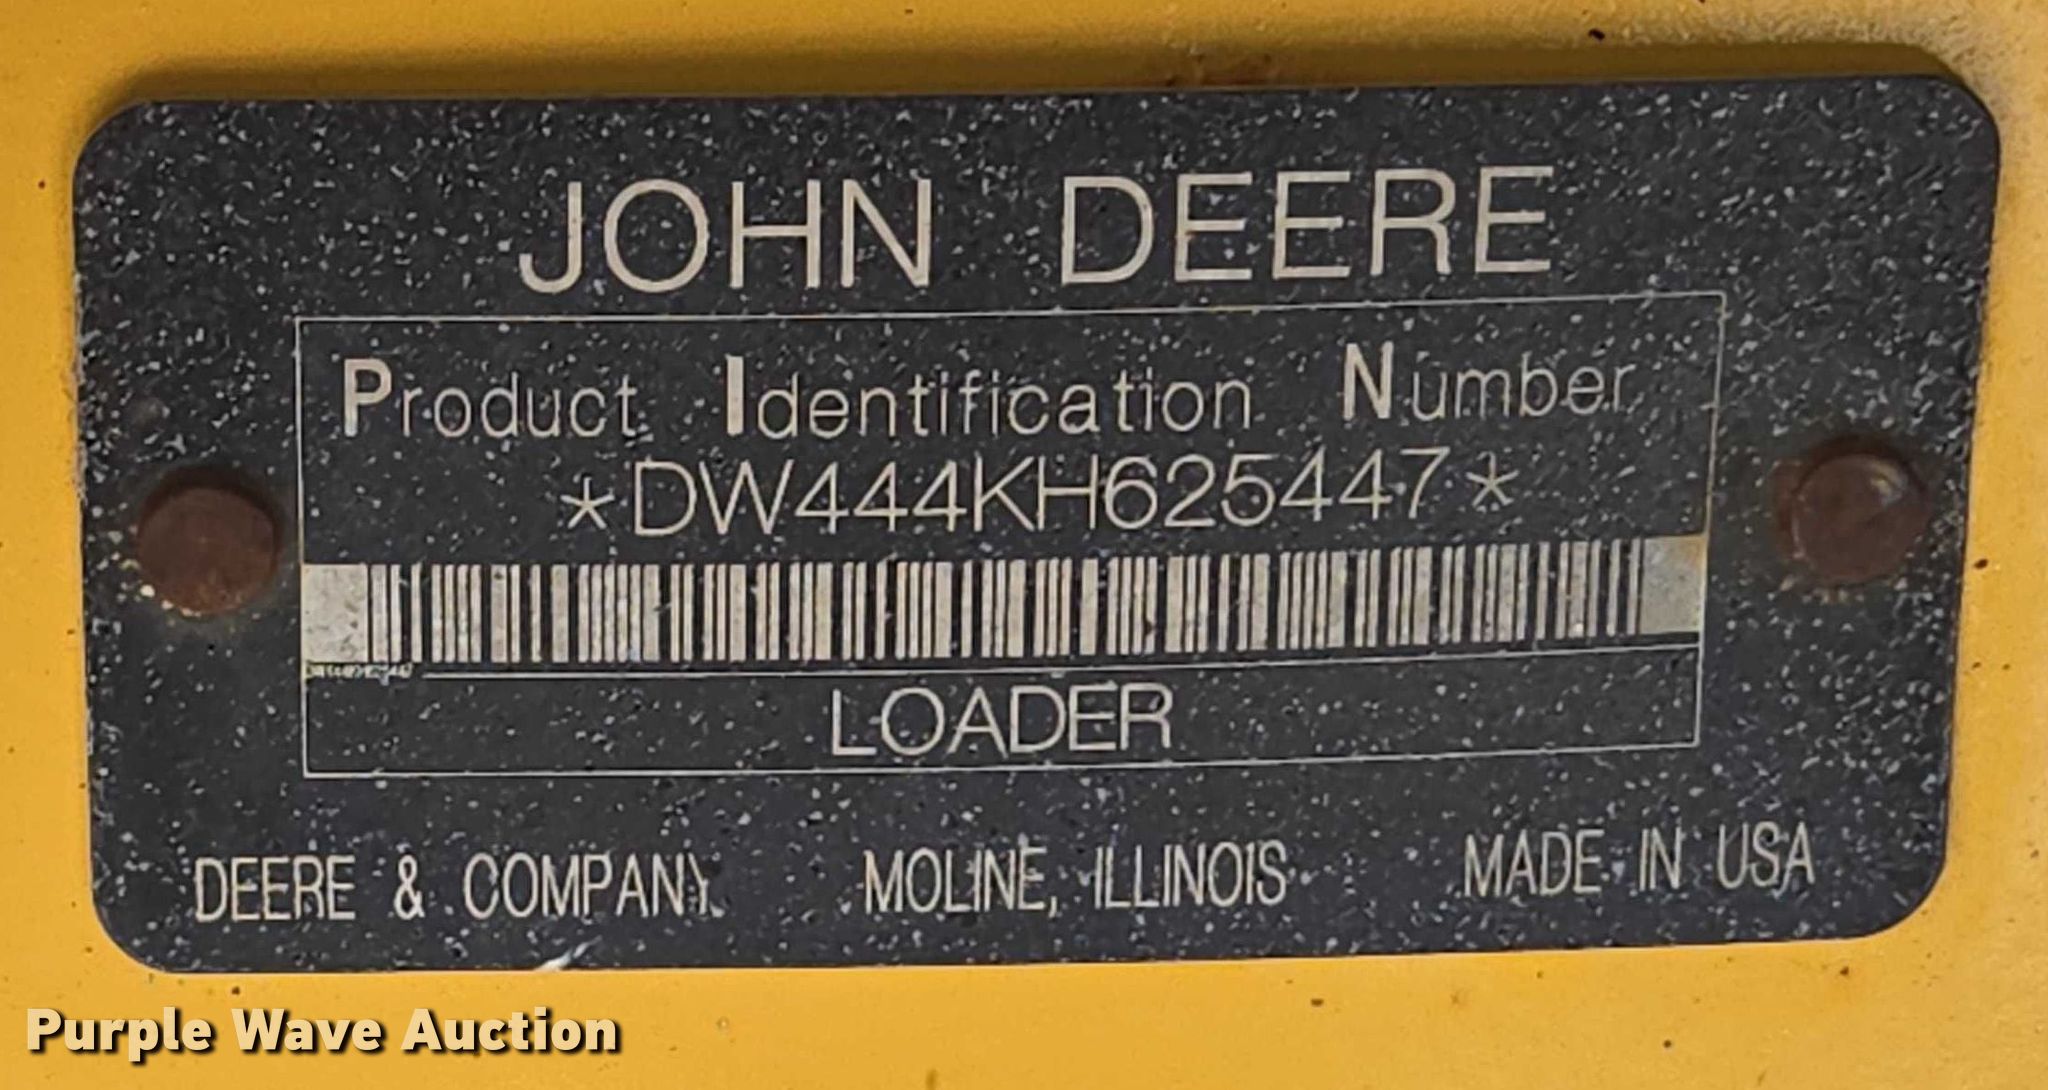 JOHN DEERE
Product Identification Number
*DW444KH625447*
LOADER
DEERE & COMPANY MOLINE, ILLINOIS MADE IN USA
Purple Wave Auction